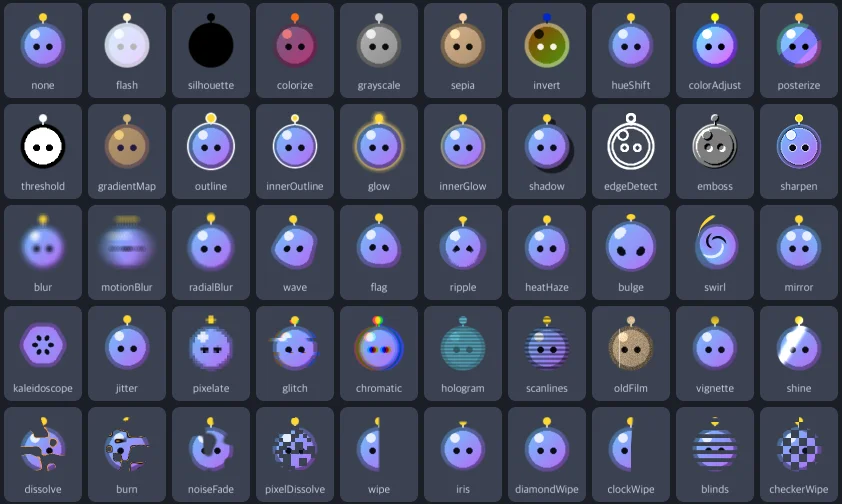 none flash silhouette colorize grayscale sepia invert hueShift colorAdjust posterize
threshold gradientMap outline innerOutline glow innerGlow shadow edgeDetect emboss sharpen
blur motionBlur radialBlur wave flag ripple heatHaze bulge swirl mirror
kaleidoscope jitter pixelate glitch chromatic hologram scanlines oldFilm vignette shine
dissolve burn noiseFade pixelDissolve wipe iris diamondWipe clockWipe blinds checkerWipe